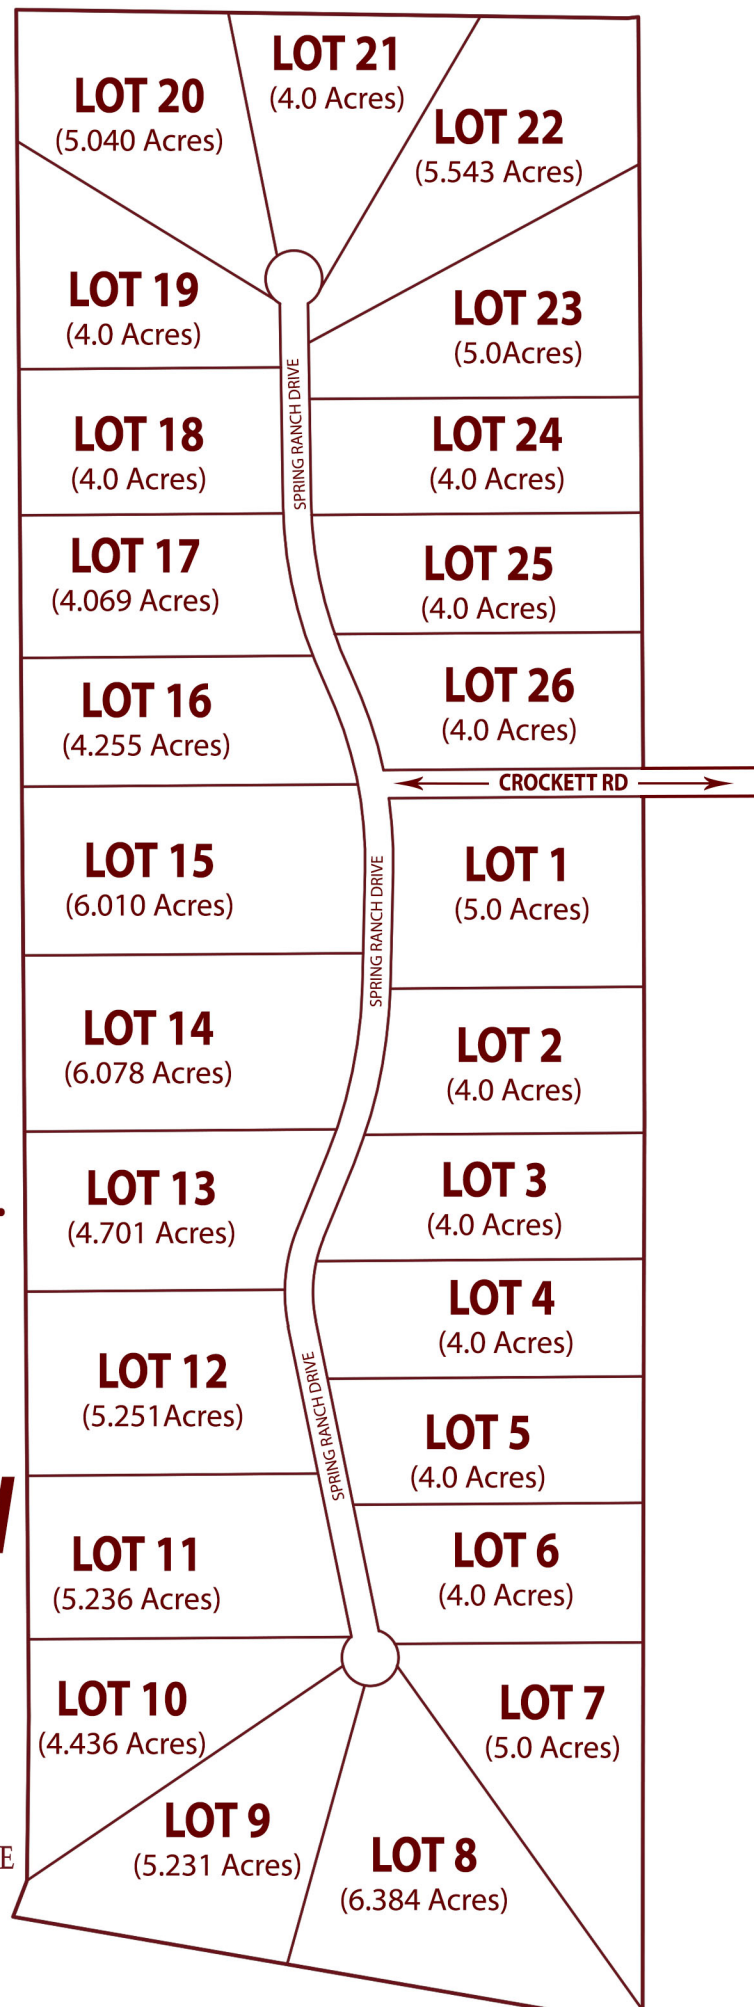 LOT 21
(4.0 Acres)
LOT 20
(5.040 Acres)
LOT 22
(5.543 Acres)
LOT 19
(4.0 Acres)
LOT 23
(5.0Acres)
SPRING RANCH DRIVE
LOT 18
(4.0 Acres)
LOT 24
(4.0 Acres)
LOT 17
(4.069 Acres)
LOT 25
(4.0 Acres)
LOT 16
(4.255 Acres)
LOT 26
(4.0 Acres)
CROCKETT RD
LOT 15
(6.010 Acres)
LOT 1
(5.0 Acres)
SPRING RANCH DRIVE
LOT 14
(6.078 Acres)
LOT 2
(4.0 Acres)
LOT 13
(4.701 Acres)
LOT 3
(4.0 Acres)
LOT 4
(4.0 Acres)
LOT 12
(5.251Acres)
SPRING RANCH DRIVE
LOT 5
(4.0 Acres)
LOT 11
(5.236 Acres)
LOT 6
(4.0 Acres)
LOT 10
(4.436 Acres)
LOT 7
(5.0 Acres)
LOT 9
(5.231 Acres)
LOT 8
(6.384 Acres)
E